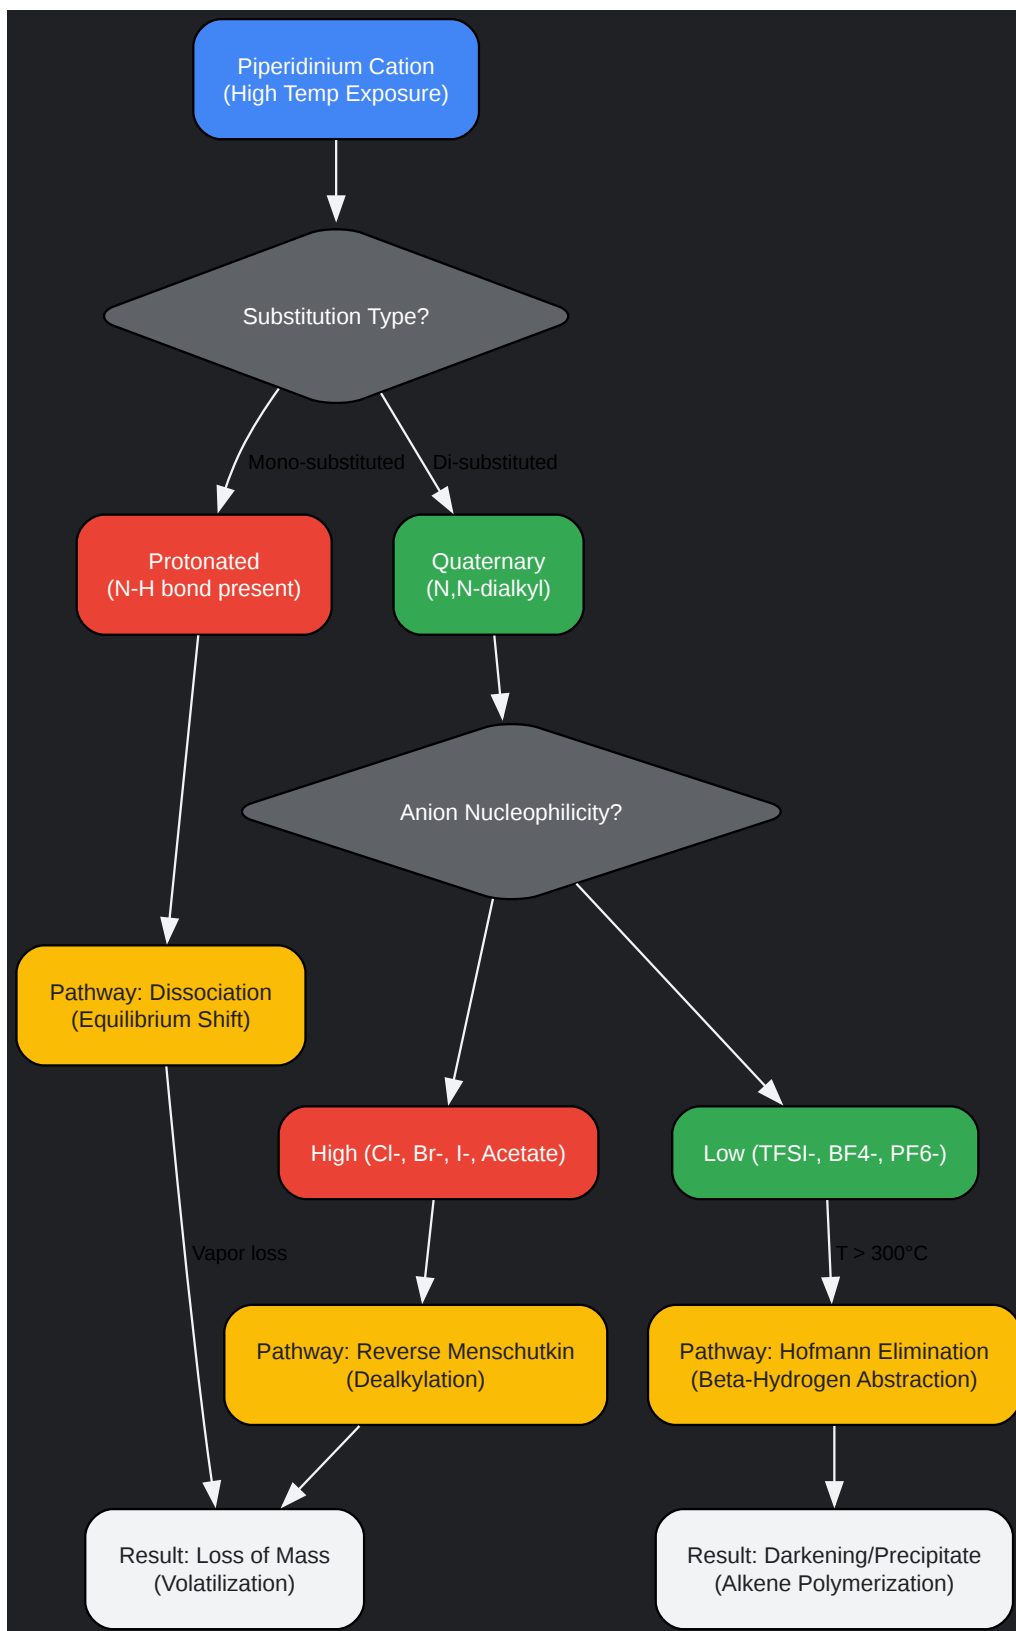 Piperidinium Cation
(High Temp Exposure)
Substitution Type?
Mono-substituted
Di-substituted
Protonated
(N-H bond present)
Quaternary
(N,N-dialkyl)
Anion Nucleophilicity?
Pathway: Dissociation
(Equilibrium Shift)
High (Cl-, Br-, I-, Acetate)
Low (TFSI-, BF4-, PF6-)
Vapor loss
T > 300°C
Pathway: Reverse Menschutkin
(Dealkylation)
Pathway: Hofmann Elimination
(Beta-Hydrogen Abstraction)
Result: Loss of Mass
(Volatilization)
Result: Darkening/Precipitate
(Alkene Polymerization)